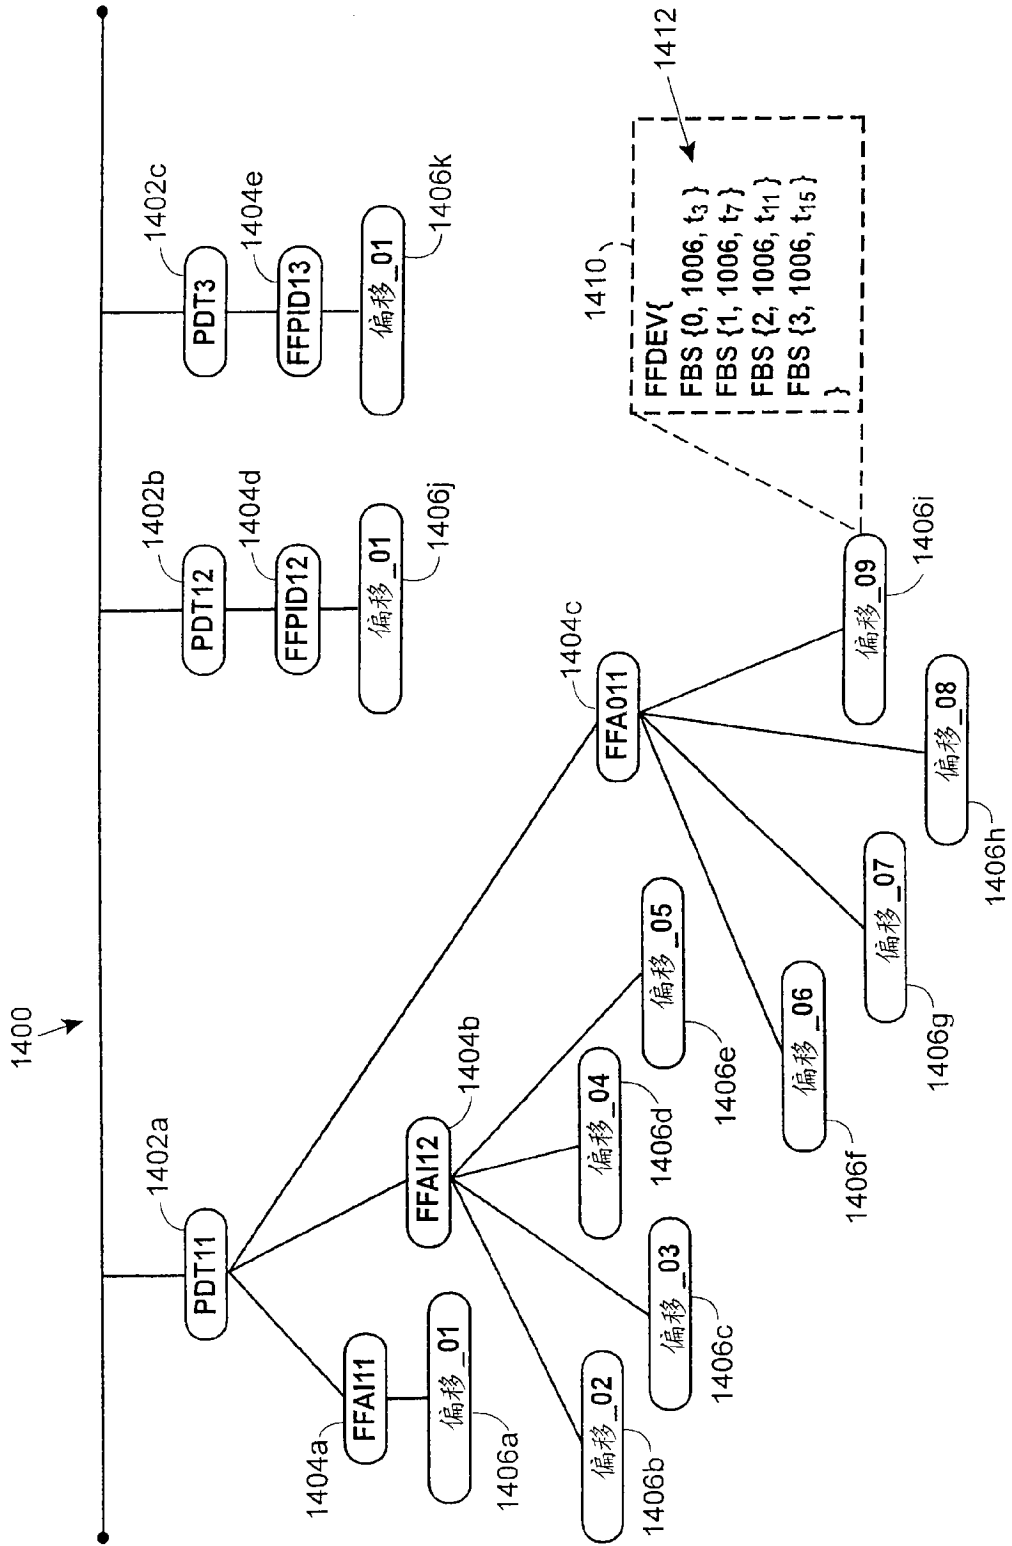 1400
PDT11
1402a
PDT12
1402b
PDT3
1402c
FFPID12
1404d
FFPID13
1404e
偏移_01
1406j
偏移_01
1406k
1404a
FFAI11
FFAI12
1404b
FFA011
1404c
偏移_01
1406a
偏移_02
1406b
偏移_03
1406c
偏移_04
1406d
偏移_05
1406e
偏移_06
1406f
偏移_07
1406g
偏移_08
1406h
偏移_09
1406i
1410
1412
FFDEV{
FBS {0, 1006, t₃ }
FBS {1, 1006, t₇ }
FBS {2, 1006, t₁₁ }
FBS {3, 1006, t₁₅ }
}